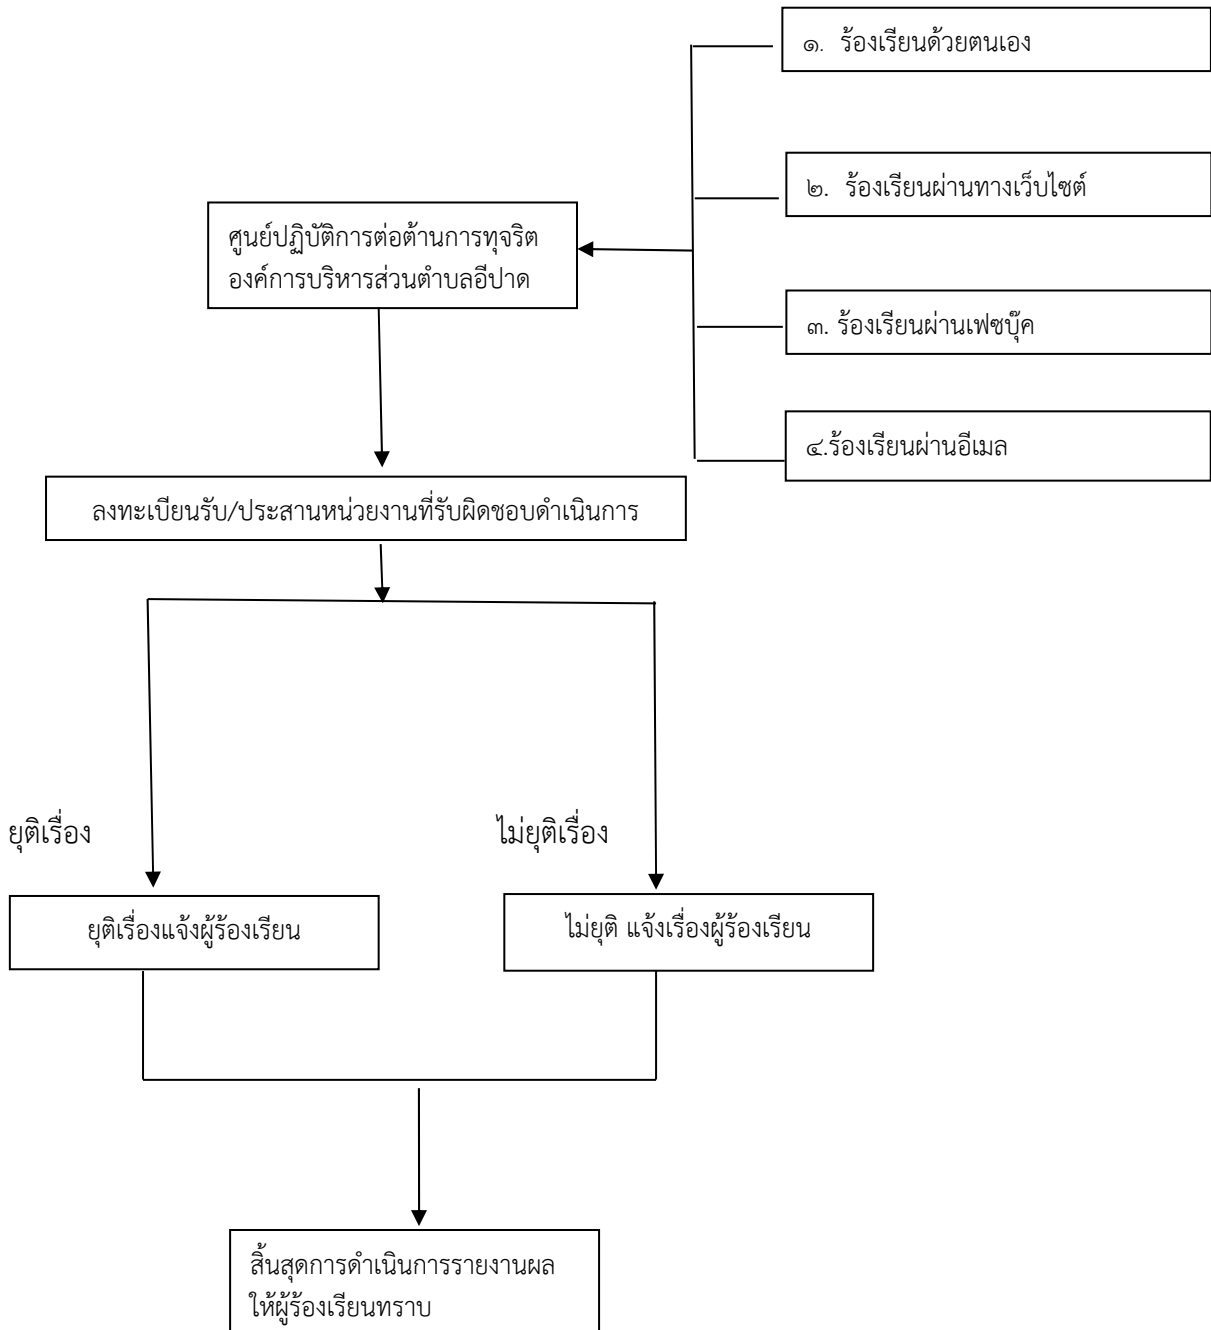 ๑. ร้องเรียนด้วยตนเอง
๒. ร้องเรียนผ่านทางเว็บไซต์
ศูนย์ปฏิบัติการต่อต้านการทุจริต
องค์การบริหารส่วนตำบลอีปาด
๓. ร้องเรียนผ่านเฟซบุ๊ค
๔.ร้องเรียนผ่านอีเมล
ลงทะเบียนรับ/ประสานหน่วยงานที่รับผิดชอบดำเนินการ
ยุติเรื่อง
ไม่ยุติเรื่อง
ยุติเรื่องแจ้งผู้ร้องเรียน
ไม่ยุติ แจ้งเรื่องผู้ร้องเรียน
สิ้นสุดการดำเนินการรายงานผล
ให้ผู้ร้องเรียนทราบ